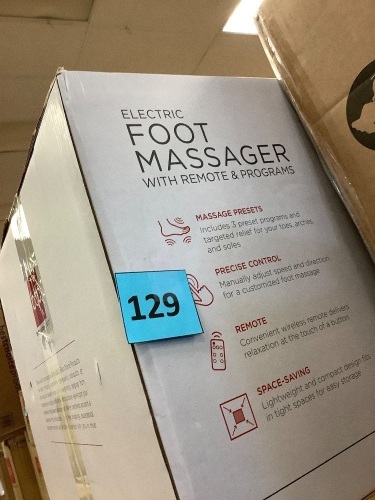 ELECTRIC
FOOT
MASSAGER
WITH REMOTE & PROGRAMS
MASSAGE PRESETS
Includes 3 preset programs and
targeted relief for your toes, arches,
and soles
PRECISE CONTROL
Manually adjust speed and direction
for a customized foot massage
129
REMOTE
Convenient wireless remote delivers
relaxation at the touch of a button
SPACE-SAVING
Lightweight and compact design fits
in tight spaces for easy storage